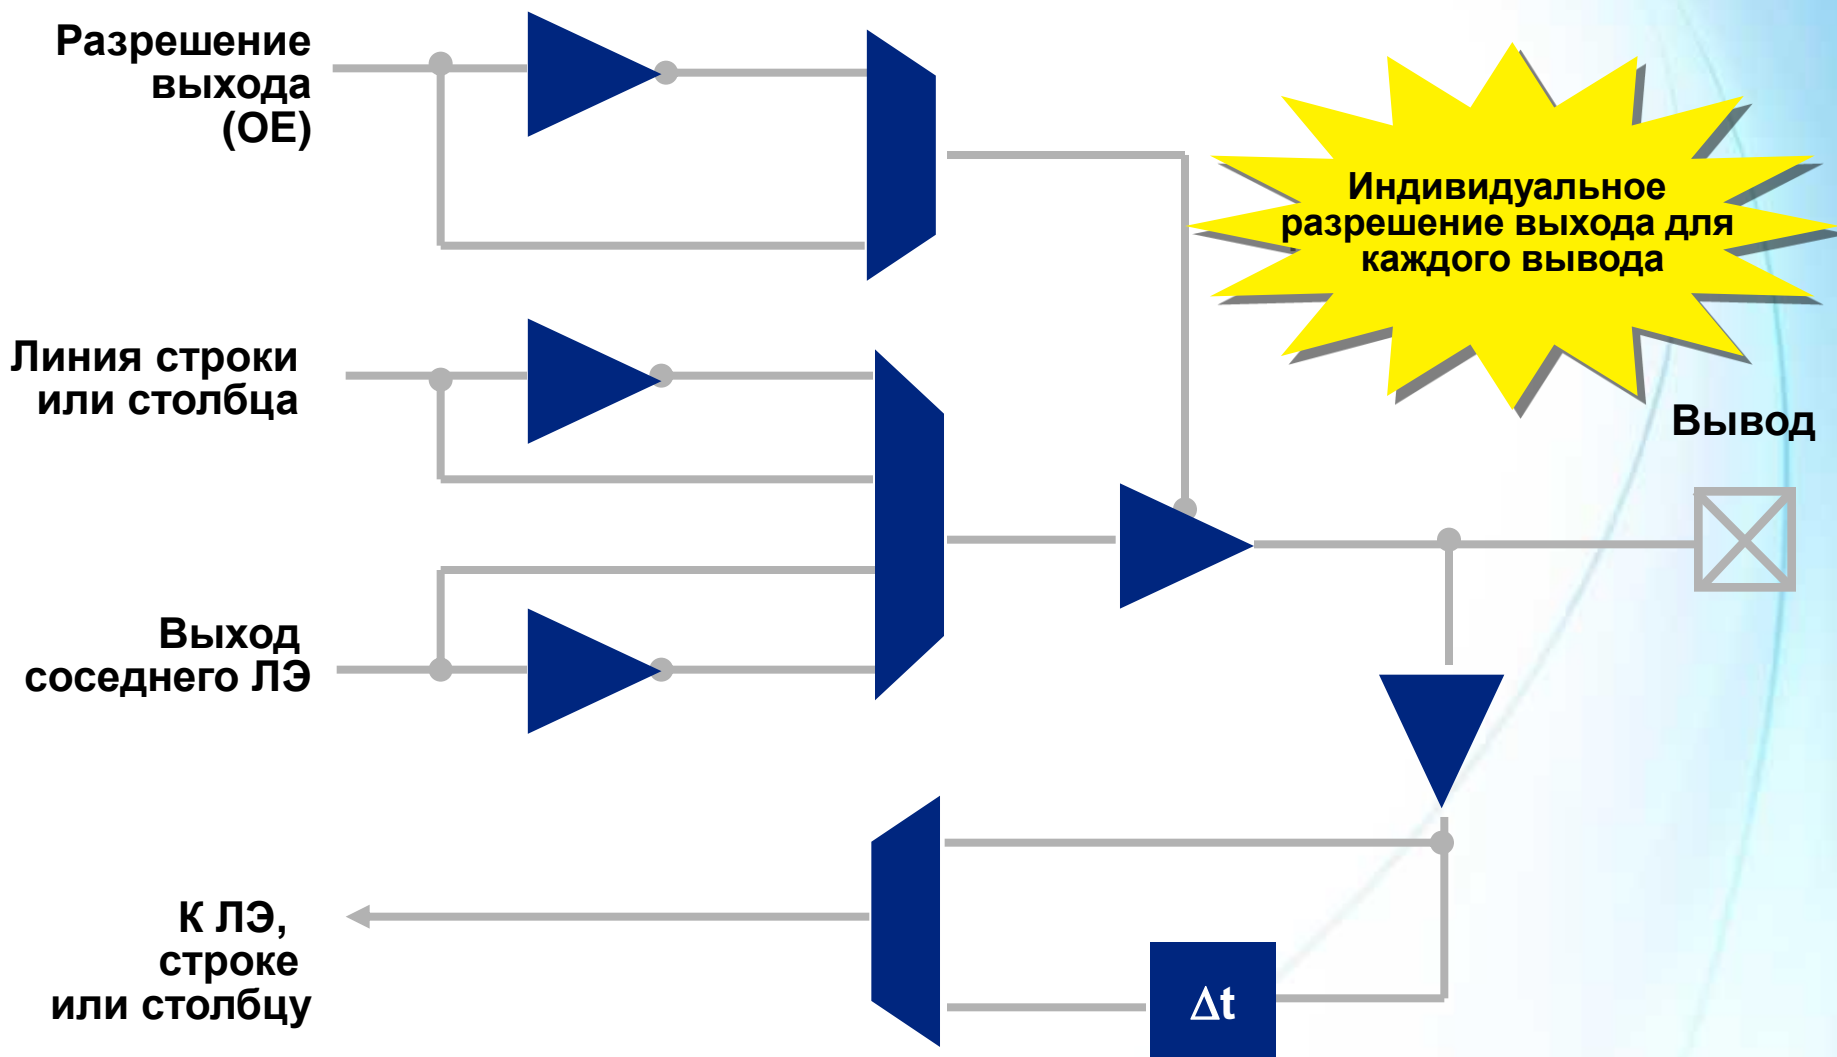 Разрешение
выхода
(OE)
Индивидуальное
разрешение выхода для
каждого вывода
Линия строки
или столбца
Вывод
Выход
соседнего ЛЭ
К ЛЭ,
строке
или столбцу
Δt